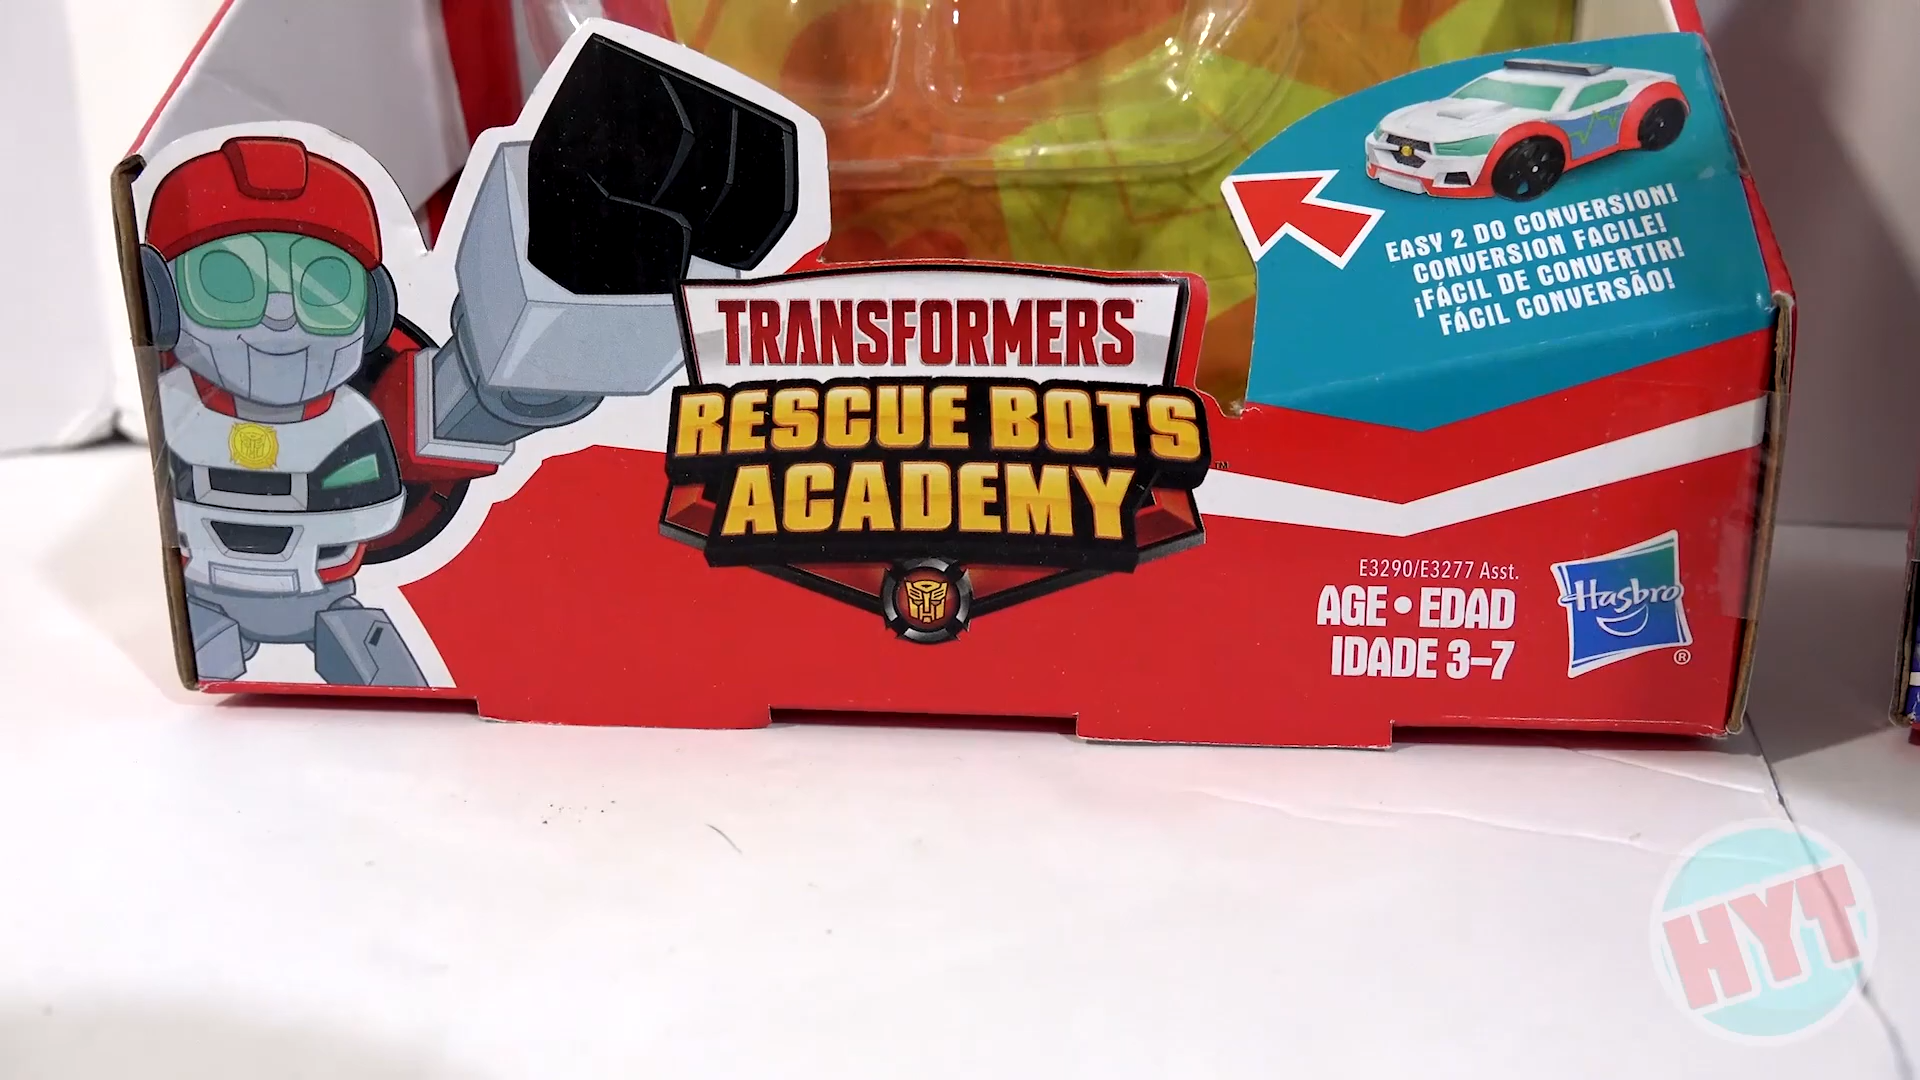 EASY 2 DO CONVERSION!
CONVERSION FACILE!
¡FÁCIL DE CONVERTIR!
FÁCIL CONVERSÃO!
TRANSFORMERS
RESCUE BOTS
ACADEMY
™
E3290/E3277 Asst.
AGE • EDAD
IDADE 3–7
Hasbro
®
HYT